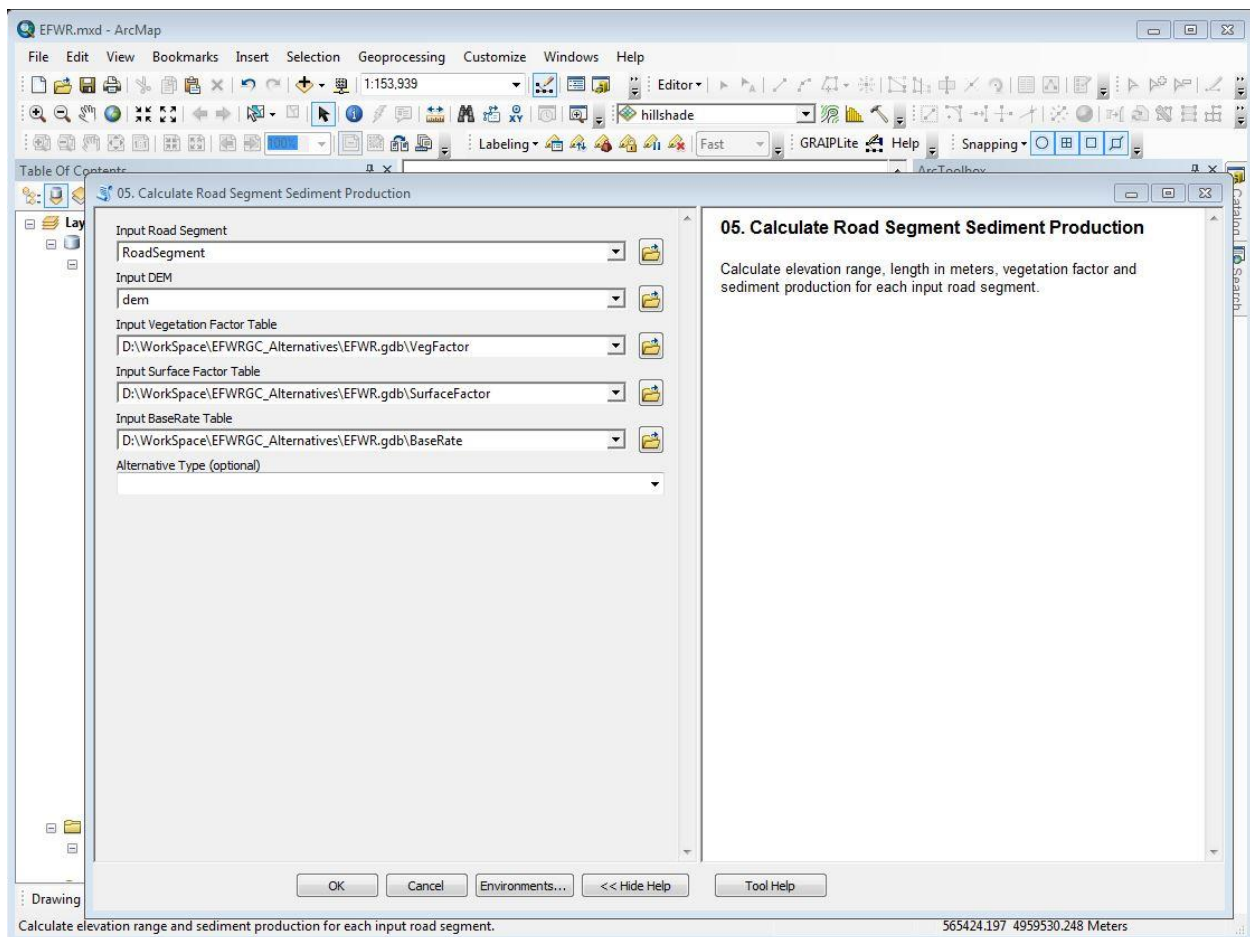 EFWR.mxd - ArcMap
File Edit View Bookmarks Insert Selection Geoprocessing Customize Windows Help
1:153,939 Editor
hillshade
100% Labeling Fast GRAIPLite Help Snapping
Table Of Contents ArcToolbox
Catalog
Search
Lay
05. Calculate Road Segment Sediment Production
Input Road Segment
RoadSegment
Input DEM
dem
Input Vegetation Factor Table
D:\WorkSpace\EFWRGC_Alternatives\EFWR.gdb\VegFactor
Input Surface Factor Table
D:\WorkSpace\EFWRGC_Alternatives\EFWR.gdb\SurfaceFactor
Input BaseRate Table
D:\WorkSpace\EFWRGC_Alternatives\EFWR.gdb\BaseRate
Alternative Type (optional)
05. Calculate Road Segment Sediment Production
Calculate elevation range, length in meters, vegetation factor and
sediment production for each input road segment.
OK Cancel Environments... << Hide Help Tool Help
Drawing
Calculate elevation range and sediment production for each input road segment. 565424.197 4959530.248 Meters